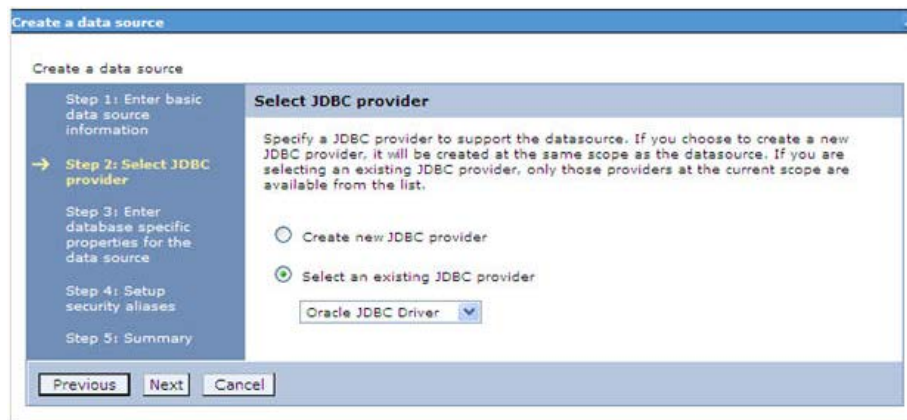 Create a data source
Create a data source
Step 1: Enter basic
data source
information
Step 2: Select JDBC
provider
Step 3: Enter
database specific
properties for the
data source
Step 4: Setup
security aliases
Step 5: Summary
Select JDBC provider
Specify a JDBC provider to support the datasource. If you choose to create a new
JDBC provider, it will be created at the same scope as the datasource. If you are
selecting an existing JDBC provider, only those providers at the current scope are
available from the list.
Create new JDBC provider
Select an existing JDBC provider
Oracle JDBC Driver
Previous Next Cancel